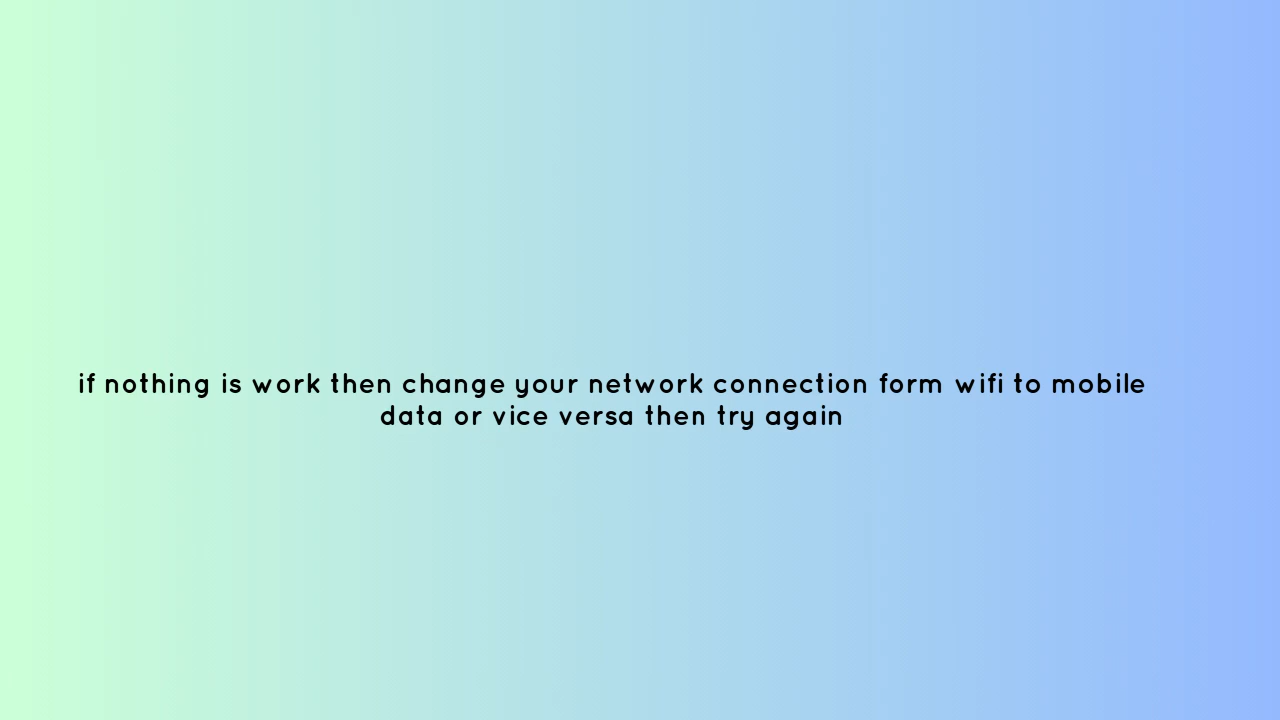 if nothing is work then change your network connection form wifi to mobile
data or vice versa then try again